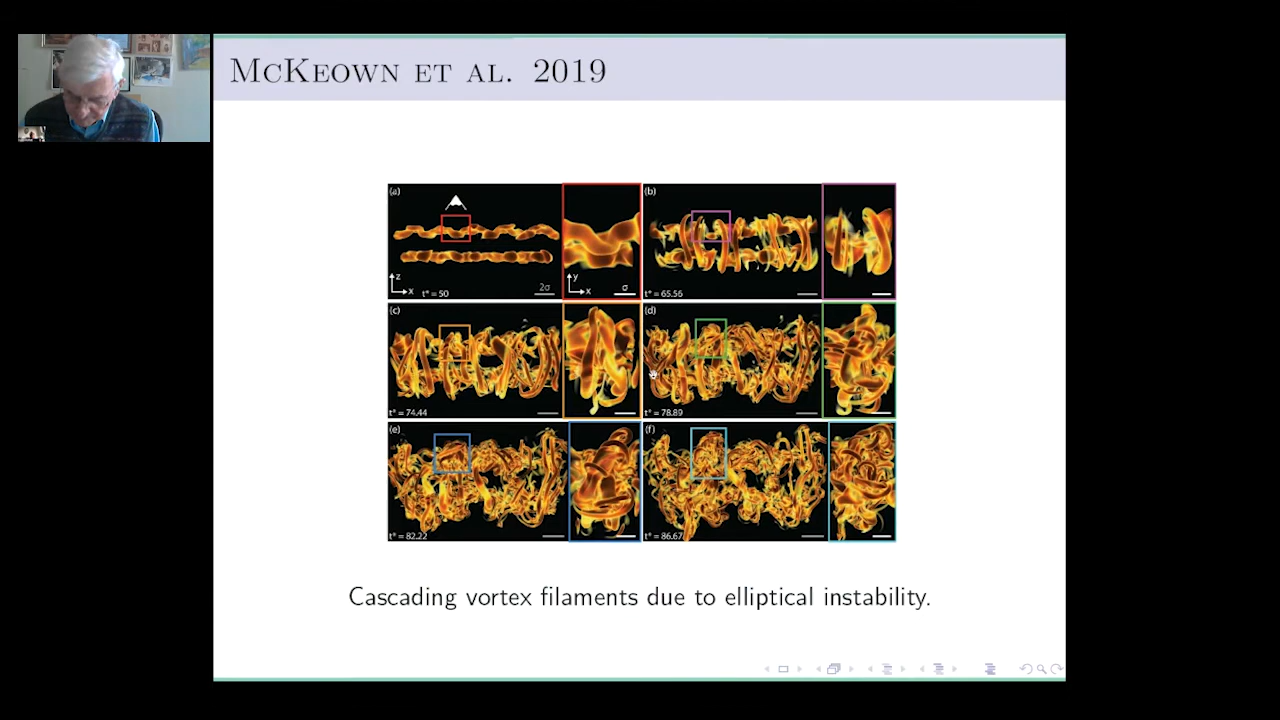 McKeown et al. 2019
(a)
z
x
t* = 50
2σ
y
x
σ
(b)
t* = 65.56
(c)
t* = 74.44
(d)
t* = 78.89
(e)
t* = 82.22
(f)
t* = 86.67
Cascading vortex filaments due to elliptical instability.